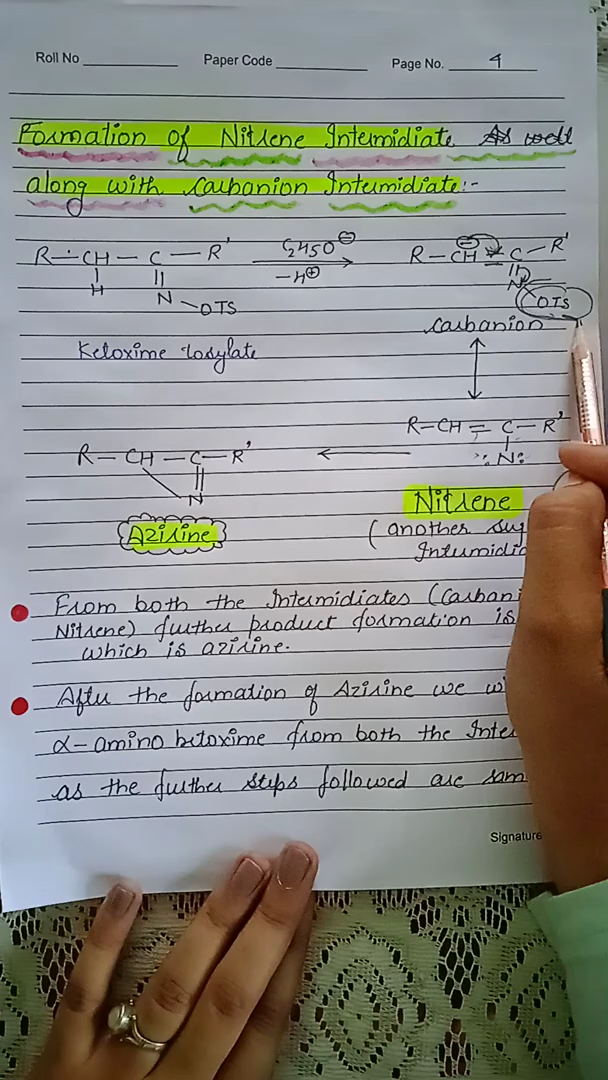 Roll No Paper Code Page No. 4
Formation of Nitrene Intermidiate As well
along with Carbanion Intermidiate:-
R-CH-C-R' C2H5O⊖ R-CH-C-R'
-H⊕
H N-OTS N OTS
Carbanion
Ketoxime tosylate
R-CH=C-R'
R-CH-C-R' :N:
N
Nitrene
Azirine
(another
Intermidi
From both the Intermidiates (Carban
Nitrene) further product formation is
which is azirine.
After the formation of Azirine we
α-amino ketoxime from both the Inte
as the further steps followed are sam
Signature